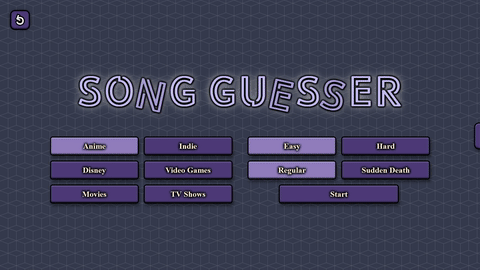 SONG GUESSER
Anime Indie Easy Hard
Disney Video Games Regular Sudden Death
Movies TV Shows Start